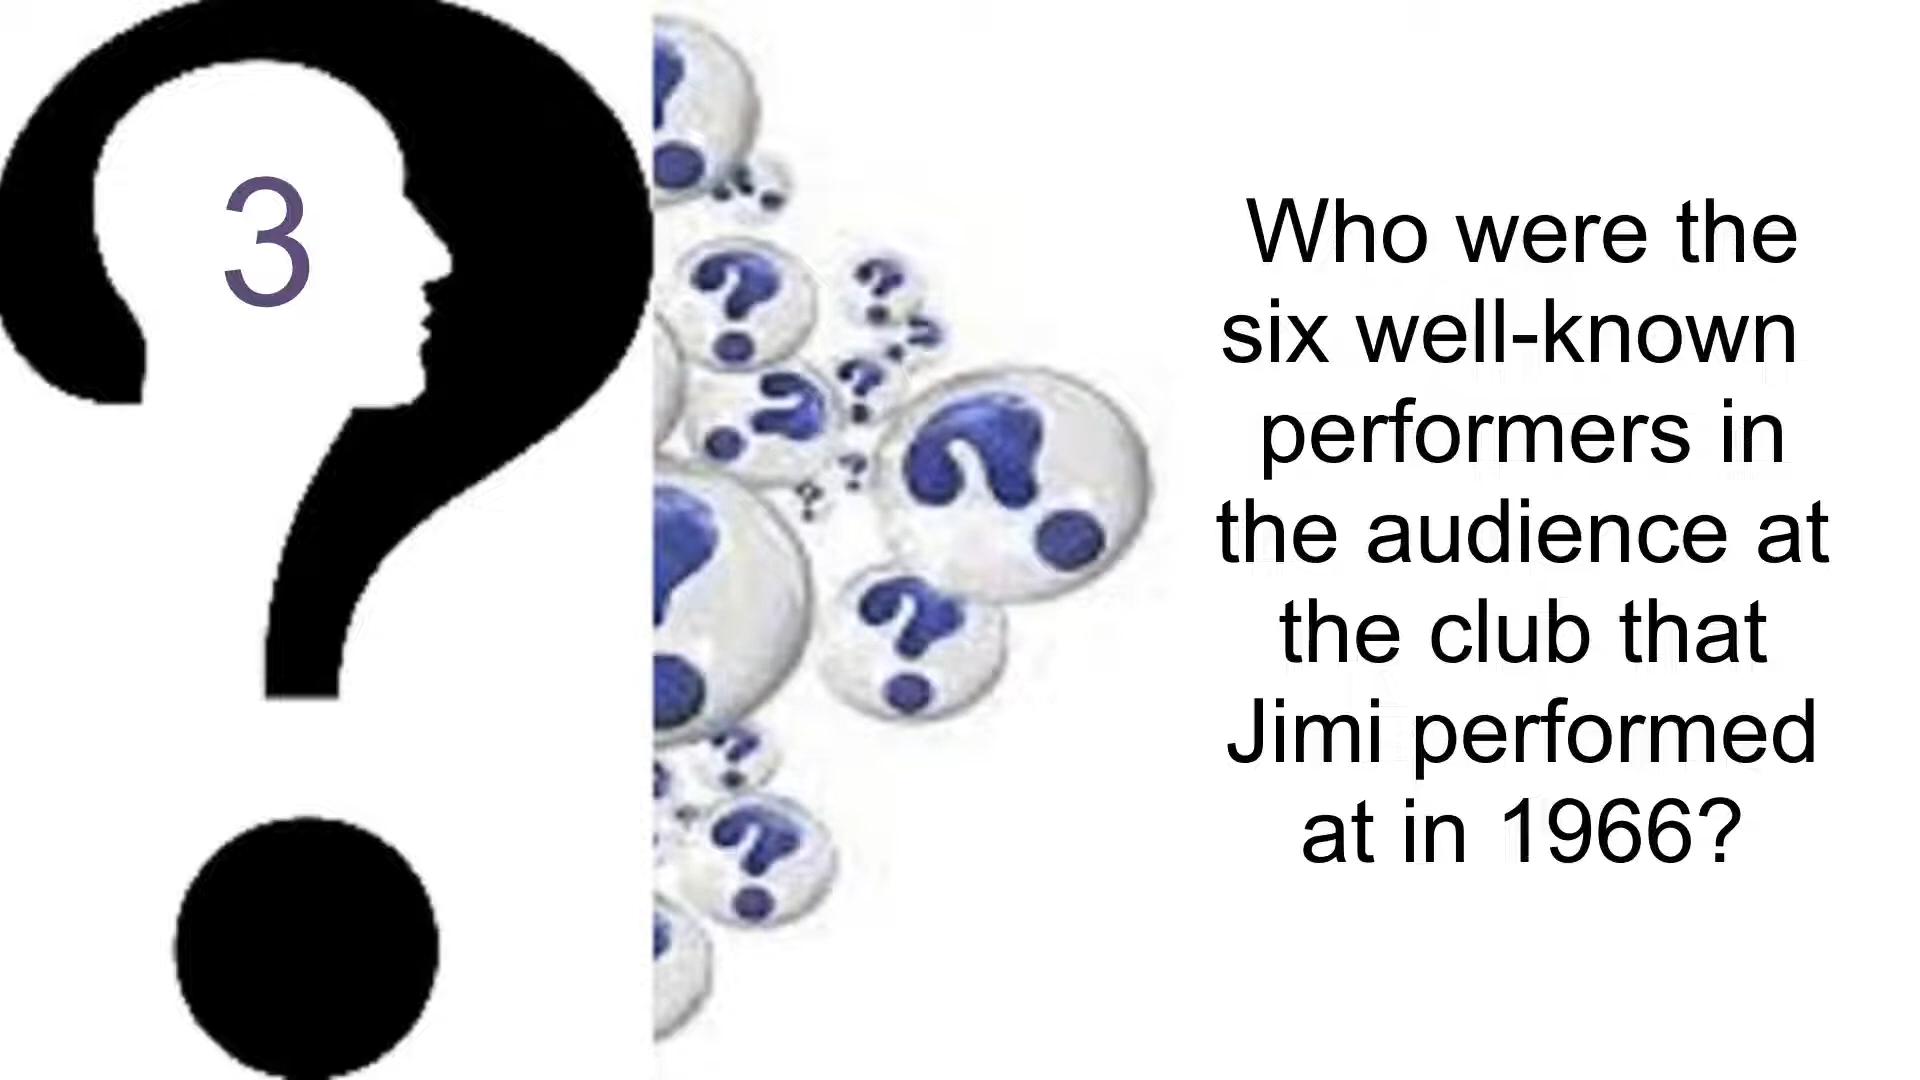 3
Who were the
six well-known
performers in
the audience at
the club that
Jimi performed
at in 1966?